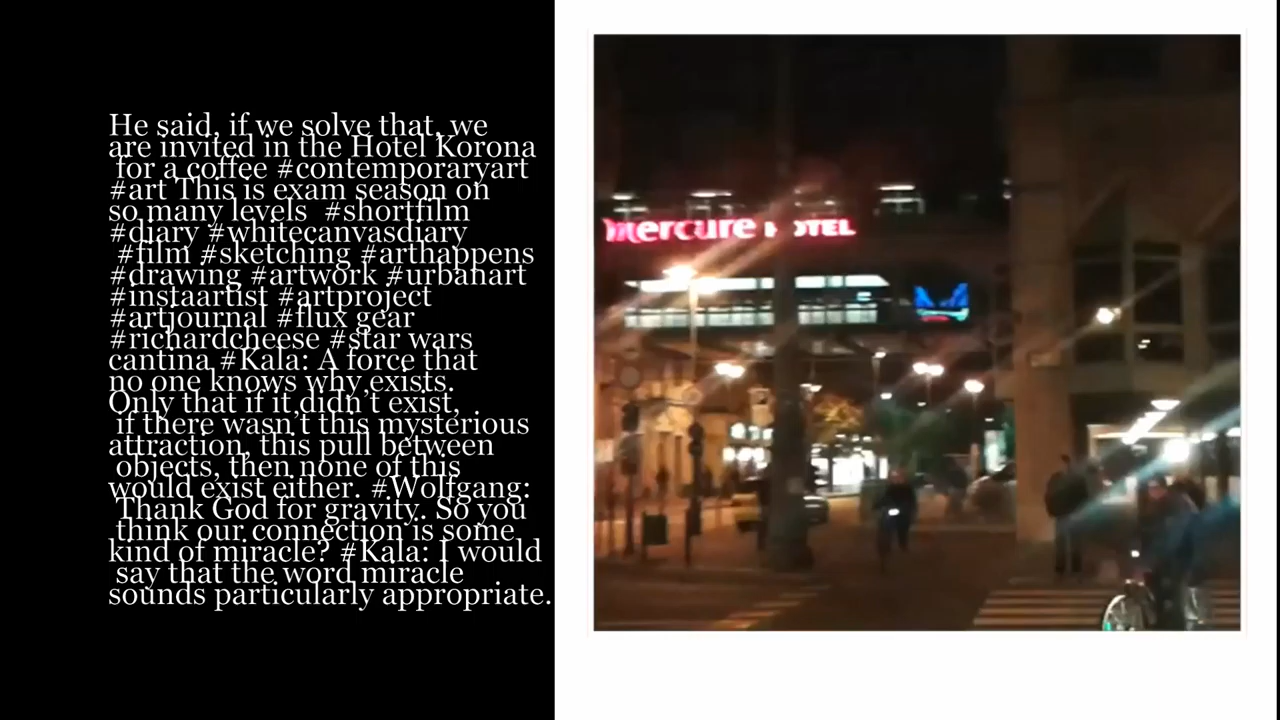 He said, if we solve that, we
are invited in the Hotel Korona
for a coffee #contemporaryart
#art This is exam season on
so many levels #shortfilm
#diary #whitecanvasdiary
#film #sketching #arthappens
#drawing #artwork #urbanart
#instaartist #artproject
#artjournal #flux gear
#richardcheese #star wars
cantina #Kala: A force that
no one knows why exists.
Only that if it didn't exist,
if there wasn't this mysterious
attraction, this pull between
objects, then none of this
would exist either. #Wolfgang:
Thank God for gravity. So you
think our connection is some
kind of miracle? #Kala: I would
say that the word miracle
sounds particularly appropriate.
mercure HOTEL